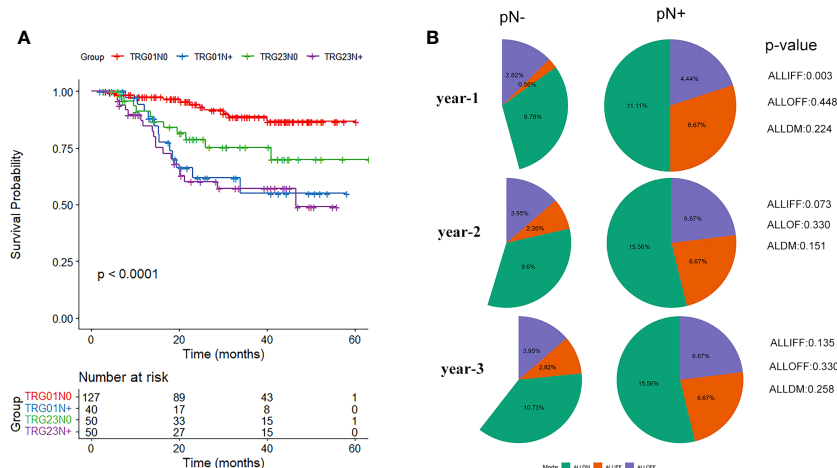 A
Group TRG01N0 TRG01N+ TRG23N0 TRG23N+
Survival Probability
1.00
0.75
0.50
0.25
0.00
p < 0.0001
0 20 40 60
Time (months)
Number at risk
Group
TRG01N0 127 89 43 1
TRG01N+ 40 17 8 0
TRG23N0 50 33 15 1
TRG23N+ 50 27 15 0
0 20 40 60
Time (months)
B
pN- pN+
p-value
year-1
2.82%
0.56%
6.78%
4.44%
11.11%
6.67%
ALLIFF:0.003
ALLOFF:0.448
ALLDM:0.224
year-2
3.95%
2.26%
9.6%
6.67%
15.56%
6.67%
ALLIFF:0.073
ALLOF:0.330
ALDM:0.151
year-3
3.95%
2.82%
10.73%
6.67%
15.56%
6.67%
ALLIFF:0.135
ALLOFF:0.330
ALLDM:0.258
Mode ALLDM ALLIFF ALLOFF